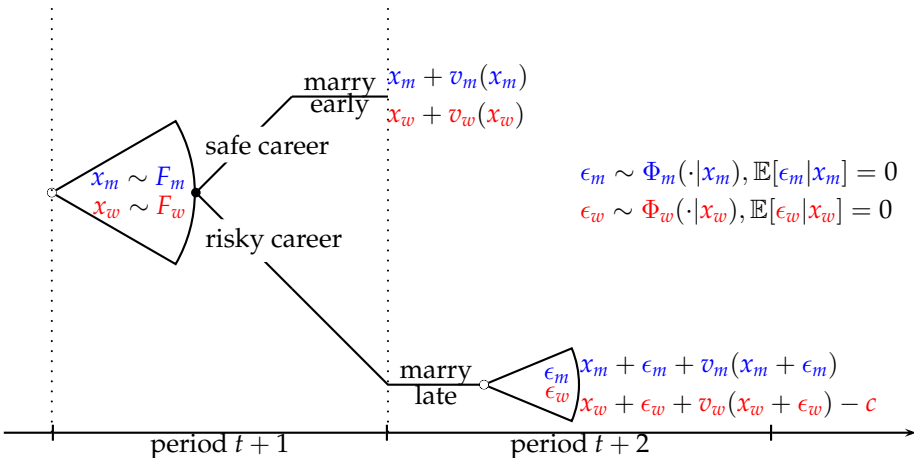 marry
early
x_m + v_m(x_m)
x_w + v_w(x_w)
safe career
x_m ∼ F_m
x_w ∼ F_w
ϵ_m ∼ Φ_m(·|x_m), 𝔼[ϵ_m|x_m] = 0
ϵ_w ∼ Φ_w(·|x_w), 𝔼[ϵ_w|x_w] = 0
risky career
marry
late
ϵ_m
ϵ_w
x_m + ϵ_m + v_m(x_m + ϵ_m)
x_w + ϵ_w + v_w(x_w + ϵ_w) − c
period t + 1
period t + 2